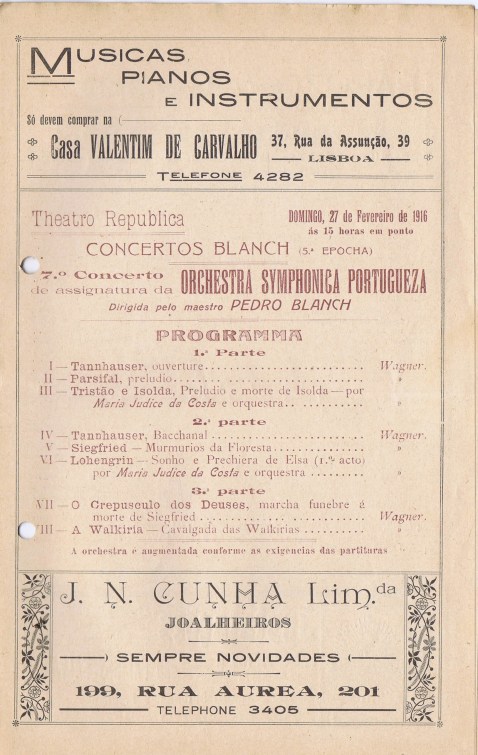 MUSICAS,
PIANOS
E INSTRUMENTOS
Só devem comprar na (
Casa VALENTIM DE CARVALHO 37, Rua da Assunção, 39
LISBOA
TELEFONE 4282
Theatro Republica DOMINGO, 27 de Fevereiro de 1916
ás 15 horas em ponto
CONCERTOS BLANCH (5.ª EPOCHA)
7.º Concerto
de assignatura da ORCHESTRA SYMPHONICA PORTUGUEZA
Dirigida pelo maestro PEDRO BLANCH
PROGRAMMA
1.ª Parte
I — Tannhauser, ouverture........................ Wagner.
II — Parsifal, preludio........................ »
III — Tristão e Isolda, Preludio e morte de Isolda — por
Maria Judice da Costa e orquestra............ »
2.ª parte
IV — Tannhauser, Bacchanal........................ Wagner.
V — Siegfried — Murmurios da Floresta............ »
VI — Lohengrin — Sonho e Prechiera de Elsa (1.º acto)
por Maria Judice da Costa e orquestra......... »
3.ª parte
VII — O Crepusculo dos Deuses, marcha funebre á
morte de Siegfried........................ Wagner.
VIII — A Walkiria — Cavalgada das Walkirias......... »
A orchestra é augmentada conforme as exigencias das partituras
J. N. CUNHA Lim.da
JOALHEIROS
SEMPRE NOVIDADES
199, RUA AUREA, 201
TELEPHONE 3405